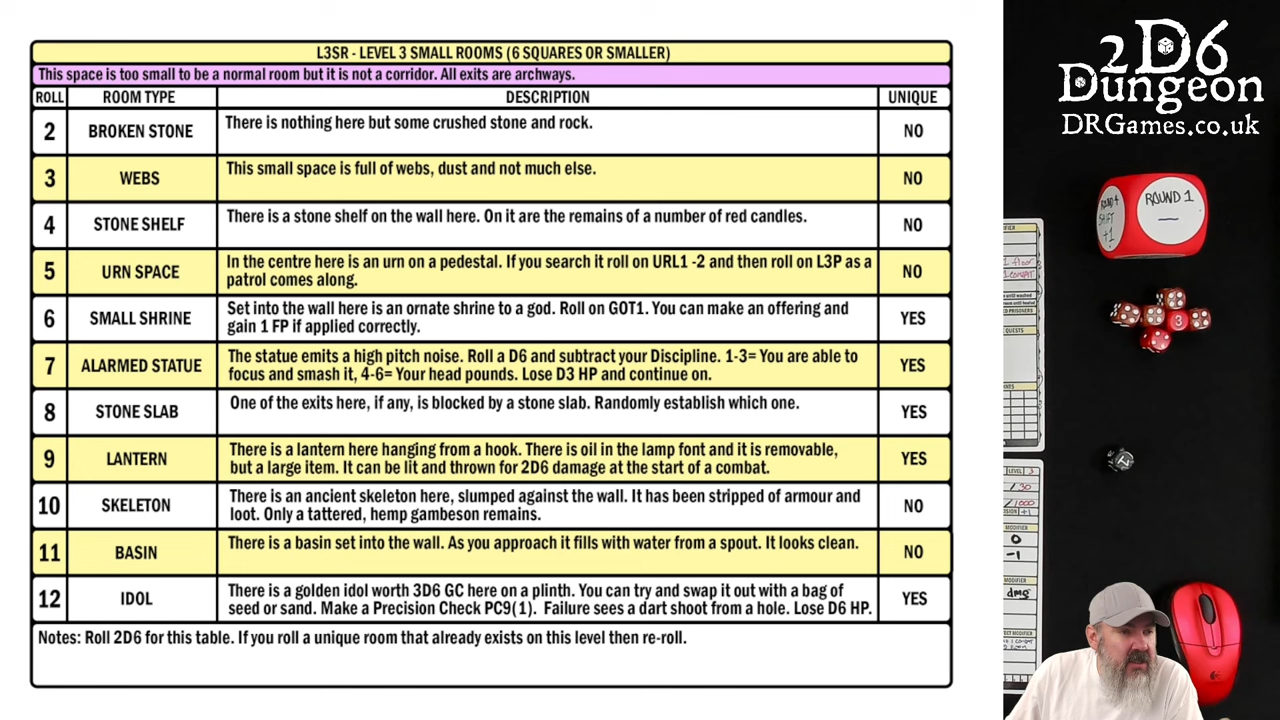 L3SR - LEVEL 3 SMALL ROOMS (6 SQUARES OR SMALLER)
This space is too small to be a normal room but it is not a corridor. All exits are archways.
ROLL ROOM TYPE DESCRIPTION UNIQUE
2 BROKEN STONE There is nothing here but some crushed stone and rock. NO
3 WEBS This small space is full of webs, dust and not much else. NO
4 STONE SHELF There is a stone shelf on the wall here. On it are the remains of a number of red candles. NO
5 URN SPACE In the centre here is an urn on a pedestal. If you search it roll on URL1 -2 and then roll on L3P as a
patrol comes along. NO
6 SMALL SHRINE Set into the wall here is an ornate shrine to a god. Roll on GOT1. You can make an offering and
gain 1 FP if applied correctly. YES
7 ALARMED STATUE The statue emits a high pitch noise. Roll a D6 and subtract your Discipline. 1-3= You are able to
focus and smash it, 4-6= Your head pounds. Lose D3 HP and continue on. YES
8 STONE SLAB One of the exits here, if any, is blocked by a stone slab. Randomly establish which one. YES
9 LANTERN There is a lantern here hanging from a hook. There is oil in the lamp font and it is removable,
but a large item. It can be lit and thrown for 2D6 damage at the start of a combat. YES
10 SKELETON There is an ancient skeleton here, slumped against the wall. It has been stripped of armour and
loot. Only a tattered, hemp gambeson remains. NO
11 BASIN There is a basin set into the wall. As you approach it fills with water from a spout. It looks clean. NO
12 IDOL There is a golden idol worth 3D6 GC here on a plinth. You can try and swap it out with a bag of
seed or sand. Make a Precision Check PC9(1). Failure sees a dart shoot from a hole. Lose D6 HP. YES
Notes: Roll 2D6 for this table. If you roll a unique room that already exists on this level then re-roll.
2D6
Dungeon
DRGames.co.uk
ROUND 4
SHIFT
+1
ROUND 1
3
LEVEL 3
/ 30
/ 1000
+1
MODIFIER
0
-1
MODIFIER
dmg